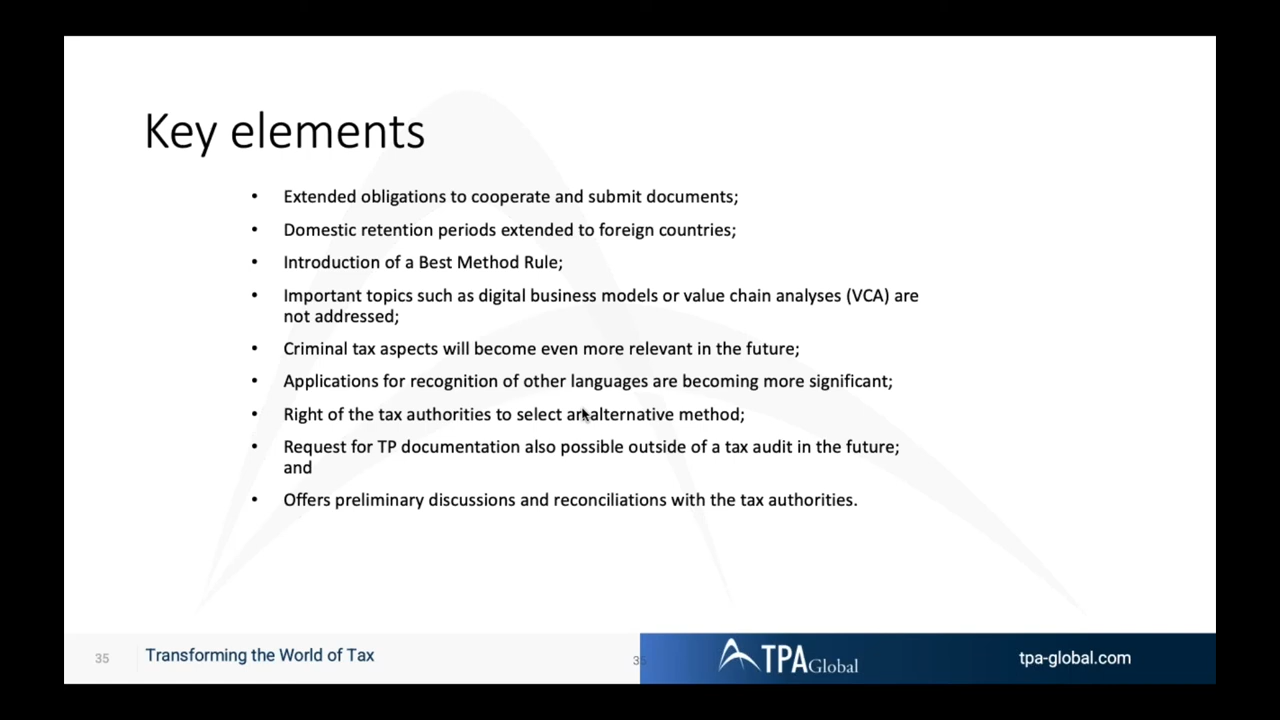 Key elements
• Extended obligations to cooperate and submit documents;
• Domestic retention periods extended to foreign countries;
• Introduction of a Best Method Rule;
• Important topics such as digital business models or value chain analyses (VCA) are
not addressed;
• Criminal tax aspects will become even more relevant in the future;
• Applications for recognition of other languages are becoming more significant;
• Right of the tax authorities to select an alternative method;
• Request for TP documentation also possible outside of a tax audit in the future;
and
• Offers preliminary discussions and reconciliations with the tax authorities.
35
Transforming the World of Tax
35
TPA Global
tpa-global.com